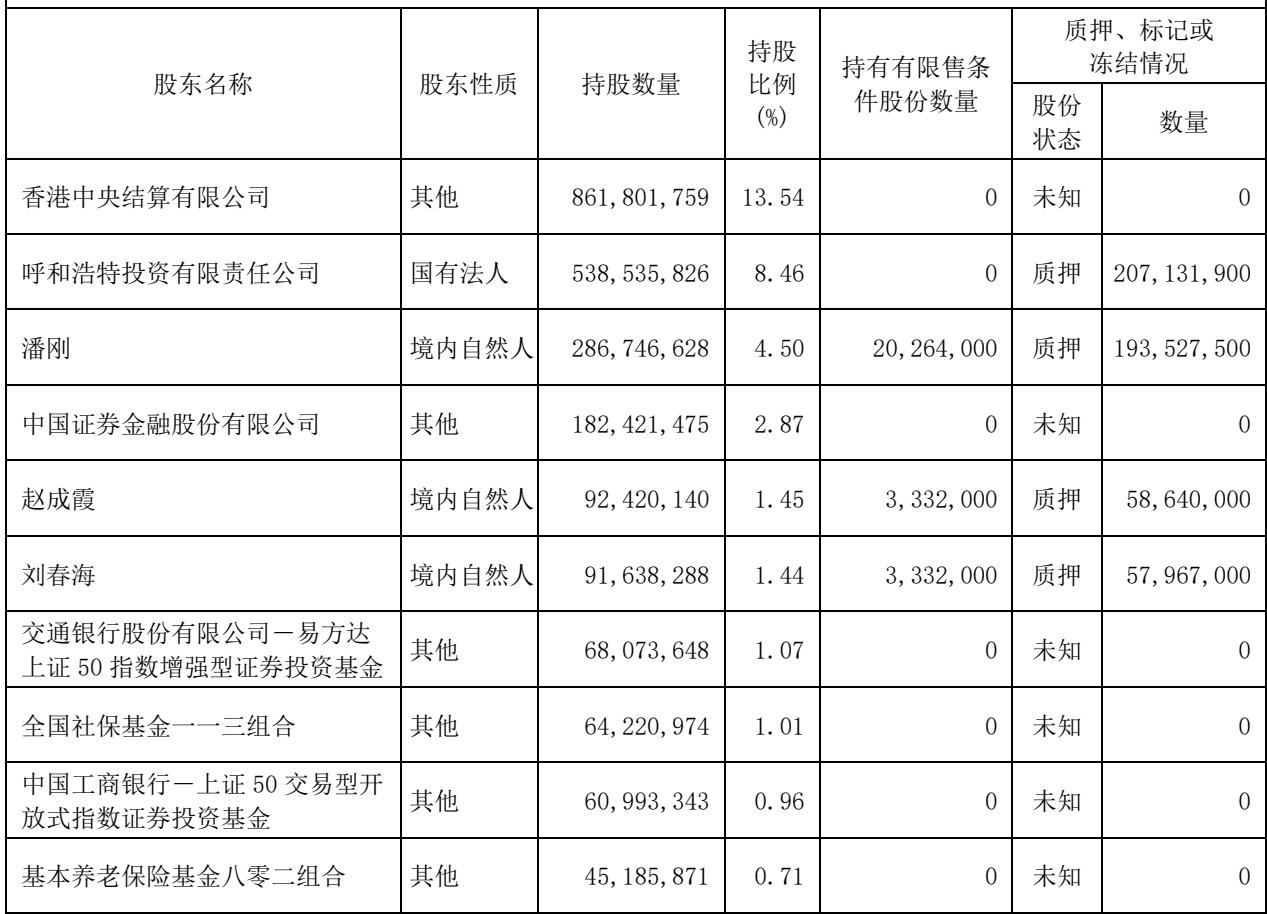 股东名称 股东性质 持股数量 持股比例(%) 持有有限售条件股份数量 质押、标记或冻结情况
股份状态 数量
香港中央结算有限公司 其他 861,801,759 13.54 0 未知 0
呼和浩特投资有限责任公司 国有法人 538,535,826 8.46 0 质押 207,131,900
潘刚 境内自然人 286,746,628 4.50 20,264,000 质押 193,527,500
中国证券金融股份有限公司 其他 182,421,475 2.87 0 未知 0
赵成霞 境内自然人 92,420,140 1.45 3,332,000 质押 58,640,000
刘春海 境内自然人 91,638,288 1.44 3,332,000 质押 57,967,000
交通银行股份有限公司－易方达
上证 50 指数增强型证券投资基金 其他 68,073,648 1.07 0 未知 0
全国社保基金一一三组合 其他 64,220,974 1.01 0 未知 0
中国工商银行－上证 50 交易型开
放式指数证券投资基金 其他 60,993,343 0.96 0 未知 0
基本养老保险基金八零二组合 其他 45,185,871 0.71 0 未知 0